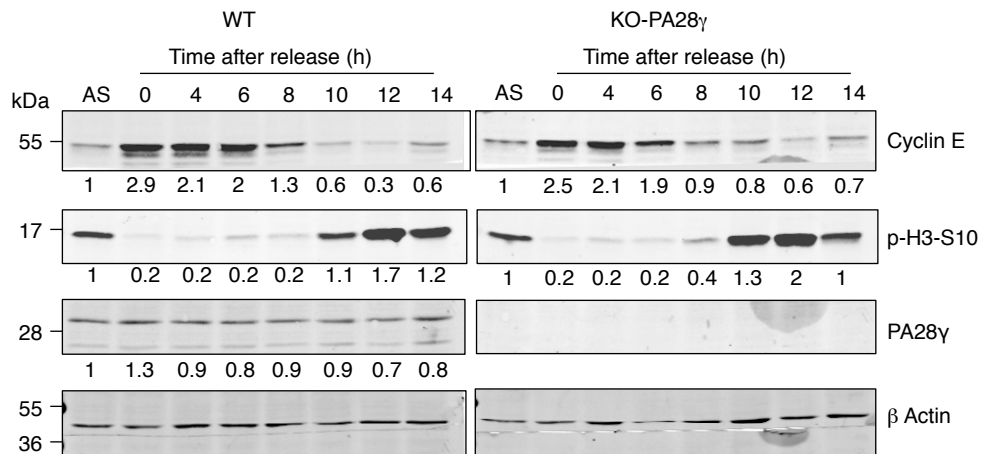 WT KO-PA28γ
Time after release (h) Time after release (h)
kDa AS 0 4 6 8 10 12 14 AS 0 4 6 8 10 12 14
55 Cyclin E
1 2.9 2.1 2 1.3 0.6 0.3 0.6 1 2.5 2.1 1.9 0.9 0.8 0.6 0.7
17 p-H3-S10
1 0.2 0.2 0.2 0.2 1.1 1.7 1.2 1 0.2 0.2 0.2 0.4 1.3 2 1
28 PA28γ
1 1.3 0.9 0.8 0.9 0.9 0.7 0.8
55 β Actin
36